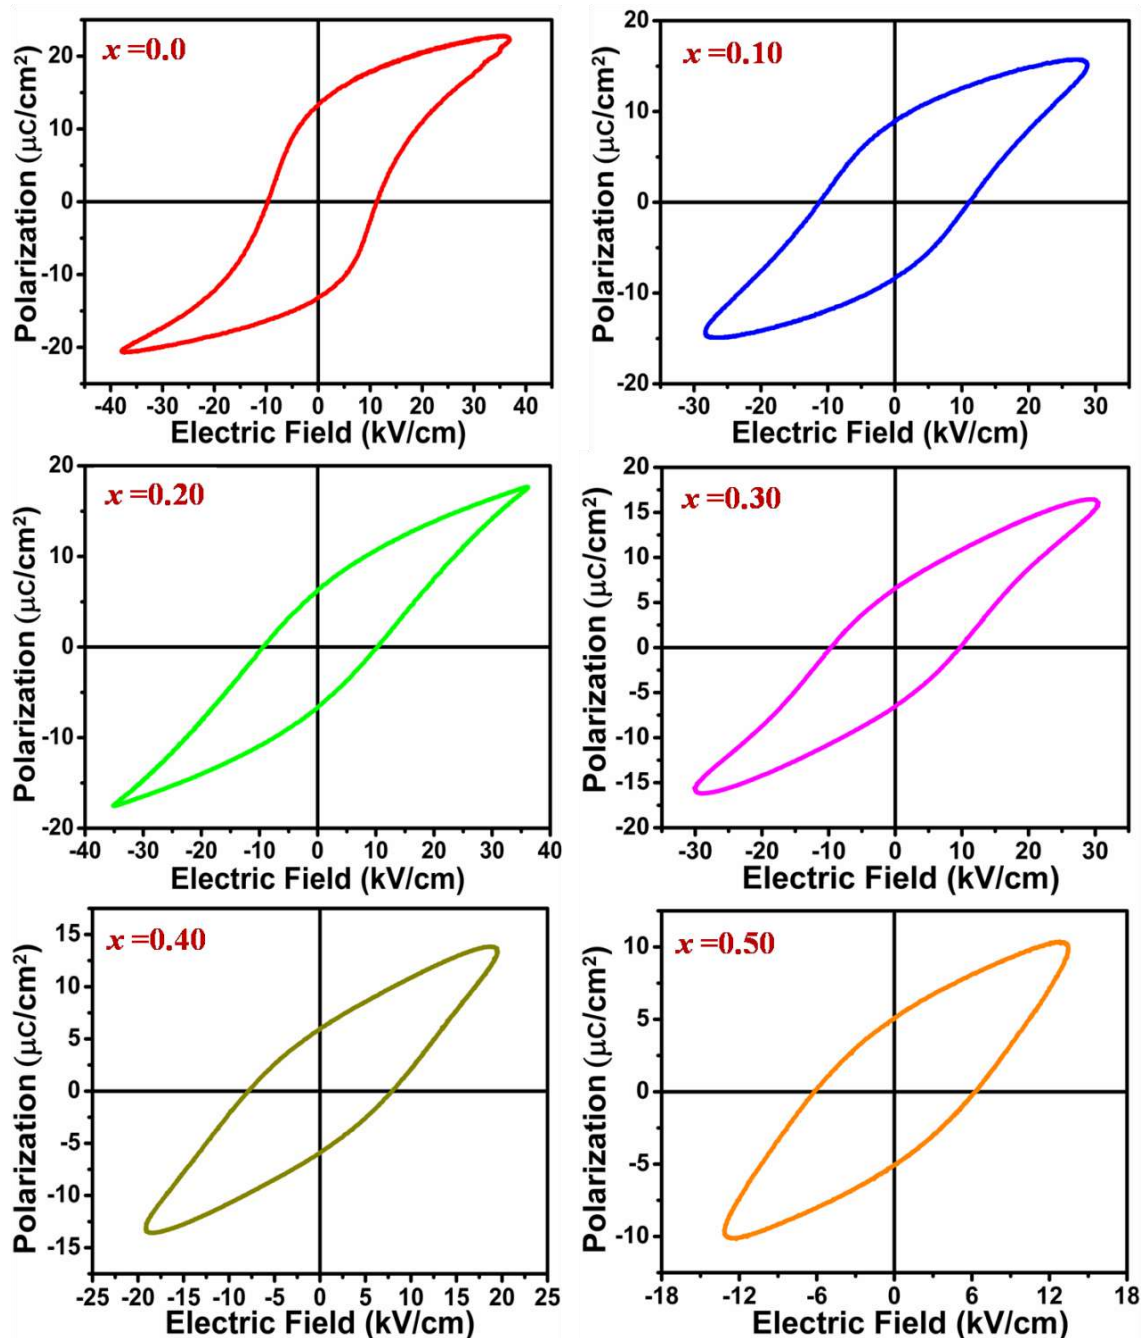 x =0.0
Polarization (μC/cm²)
20
10
0
-10
-20
-40 -30 -20 -10 0 10 20 30 40
Electric Field (kV/cm)
x =0.10
Polarization (μC/cm²)
20
10
0
-10
-20
-30 -20 -10 0 10 20 30
Electric Field (kV/cm)
x =0.20
Polarization (μC/cm²)
20
10
0
-10
-20
-40 -30 -20 -10 0 10 20 30 40
Electric Field (kV/cm)
x =0.30
Polarization (μC/cm²)
20
15
10
5
0
-5
-10
-15
-20
-30 -20 -10 0 10 20 30
Electric Field (kV/cm)
x =0.40
Polarization (μC/cm²)
15
10
5
0
-5
-10
-15
-25 -20 -15 -10 -5 0 5 10 15 20 25
Electric Field (kV/cm)
x =0.50
Polarization (μC/cm²)
10
5
0
-5
-10
-18 -12 -6 0 6 12 18
Electric Field (kV/cm)